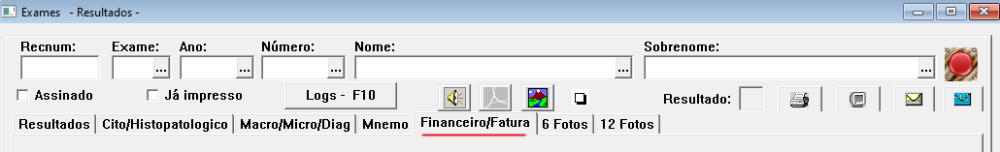 Exames - Resultados -
Recnum: Exame: Ano: Número: Nome: Sobrenome:
... ... ... ... ...
Assinado Já impresso Logs - F10 Resultado:
Resultados Cito/Histopatologico Macro/Micro/Diag Mnemo Financeiro/Fatura 6 Fotos 12 Fotos